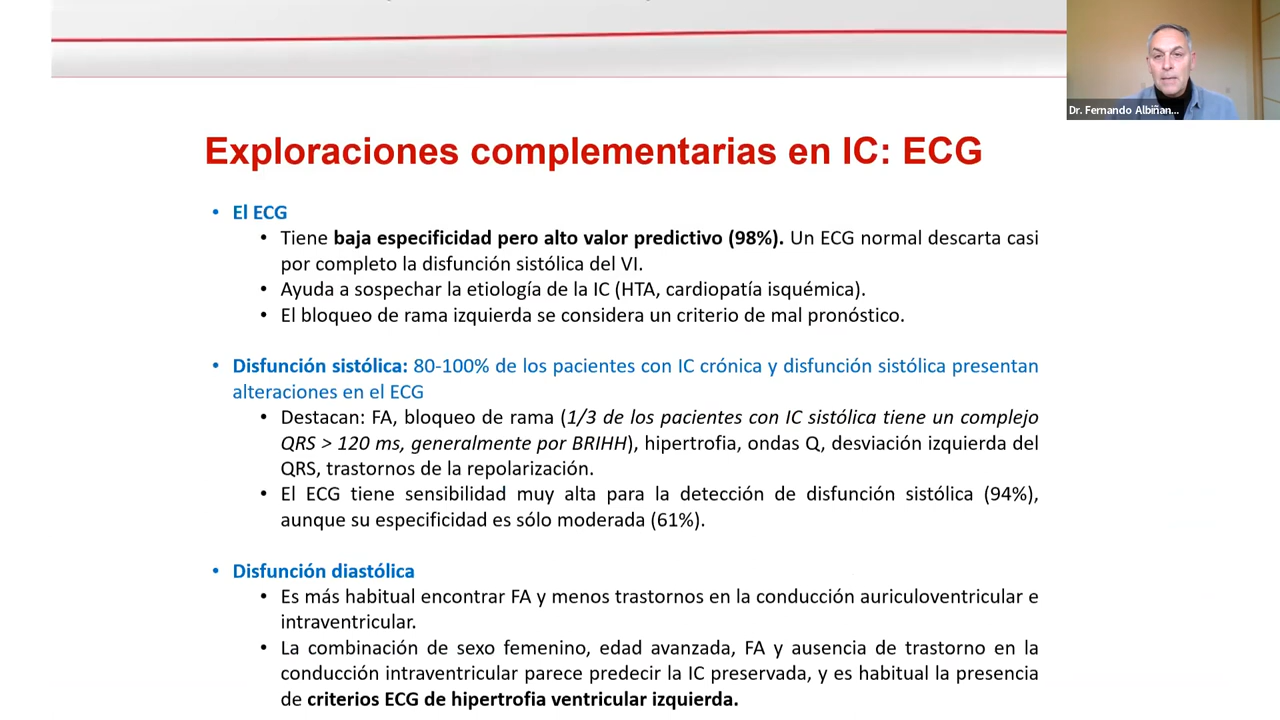 Dr. Fernando Albiñan...
Exploraciones complementarias en IC: ECG
• El ECG
• Tiene baja especificidad pero alto valor predictivo (98%). Un ECG normal descarta casi
por completo la disfunción sistólica del VI.
• Ayuda a sospechar la etiología de la IC (HTA, cardiopatía isquémica).
• El bloqueo de rama izquierda se considera un criterio de mal pronóstico.
• Disfunción sistólica: 80-100% de los pacientes con IC crónica y disfunción sistólica presentan
alteraciones en el ECG
• Destacan: FA, bloqueo de rama (1/3 de los pacientes con IC sistólica tiene un complejo
QRS > 120 ms, generalmente por BRIHH), hipertrofia, ondas Q, desviación izquierda del
QRS, trastornos de la repolarización.
• El ECG tiene sensibilidad muy alta para la detección de disfunción sistólica (94%),
aunque su especificidad es sólo moderada (61%).
• Disfunción diastólica
• Es más habitual encontrar FA y menos trastornos en la conducción auriculoventricular e
intraventricular.
• La combinación de sexo femenino, edad avanzada, FA y ausencia de trastorno en la
conducción intraventricular parece predecir la IC preservada, y es habitual la presencia
de criterios ECG de hipertrofia ventricular izquierda.